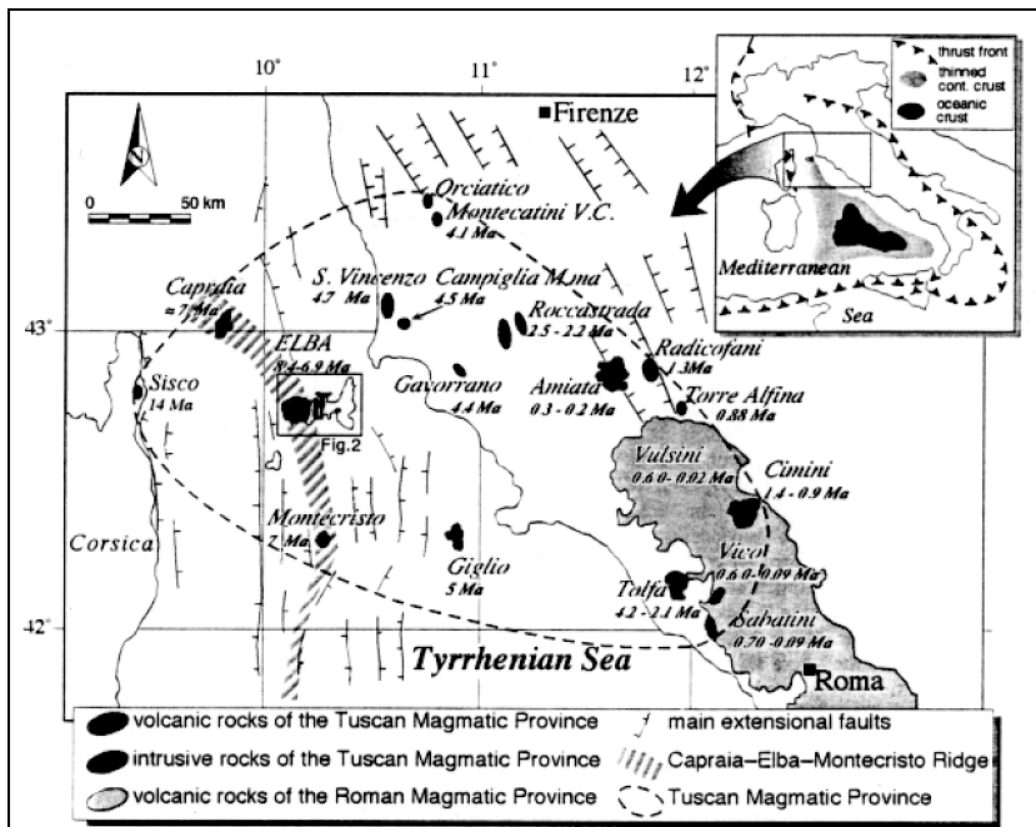 10
11
12
thrust front
thinned
cont. crust
oceanic
crust
Firenze
0 50 km
Orciatico
Montecatini V.C.
4.1 Ma
Mediterranean
Sea
S. Vincenzo
4.7 Ma
Campiglia M.ma
4.5 Ma
Capraia
≈ 7 Ma
43
Roccastrada
2.5 - 2.2 Ma
ELBA
8.4-6.9 Ma
Radicofani
1.3Ma
Sisco
14 Ma
Gavorrano
4.4 Ma
Amiata
0.3 - 0.2 Ma
Torre Alfina
0.88 Ma
Fig.2
Vulsini
0.60-0.02 Ma
Cimini
1.4 - 0.9 Ma
Corsica
Montecristo
7 Ma
Giglio
5 Ma
Vico
0.60-0.09 Ma
Tolfa
4.2 - 2.1 Ma
Sabatini
0.70 -0.09 Ma
42
Tyrrhenian Sea
Roma
volcanic rocks of the Tuscan Magmatic Province
intrusive rocks of the Tuscan Magmatic Province
volcanic rocks of the Roman Magmatic Province
main extensional faults
Capraia–Elba–Montecristo Ridge
Tuscan Magmatic Province